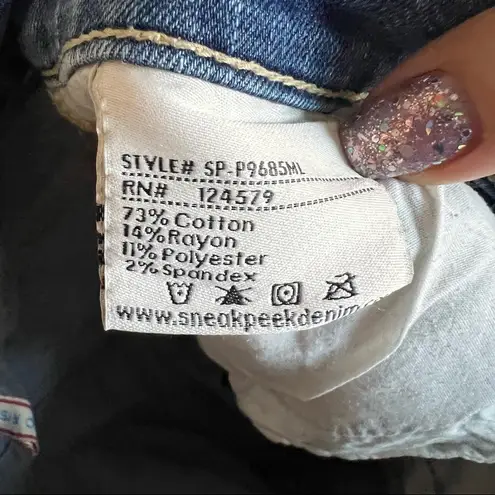 STYLE# SP-P9685ML
RN# 124579
73% Cotton
14% Rayon
11% Polyester
2% Spandex
www.sneakpeekdenim